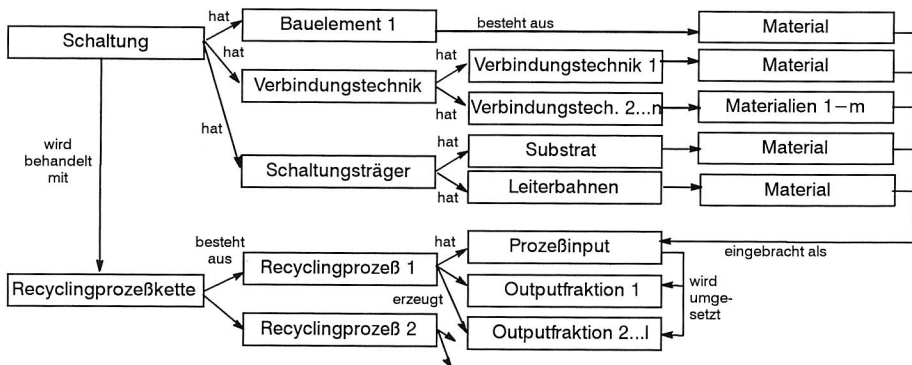 hat
Bauelement 1
besteht aus
Material
Schaltung
hat
Verbindungstechnik
hat
Verbindungstechnik 1
Material
hat
Verbindungstech. 2...n
Materialien 1–m
hat
wird
behandelt
mit
Schaltungsträger
hat
Substrat
Material
hat
Leiterbahnen
Material
Recyclingprozeßkette
besteht
aus
Recyclingprozeß 1
hat
Prozeßinput
eingebracht als
erzeugt
Outputfraktion 1
wird
umge-
setzt
Recyclingprozeß 2
Outputfraktion 2...l